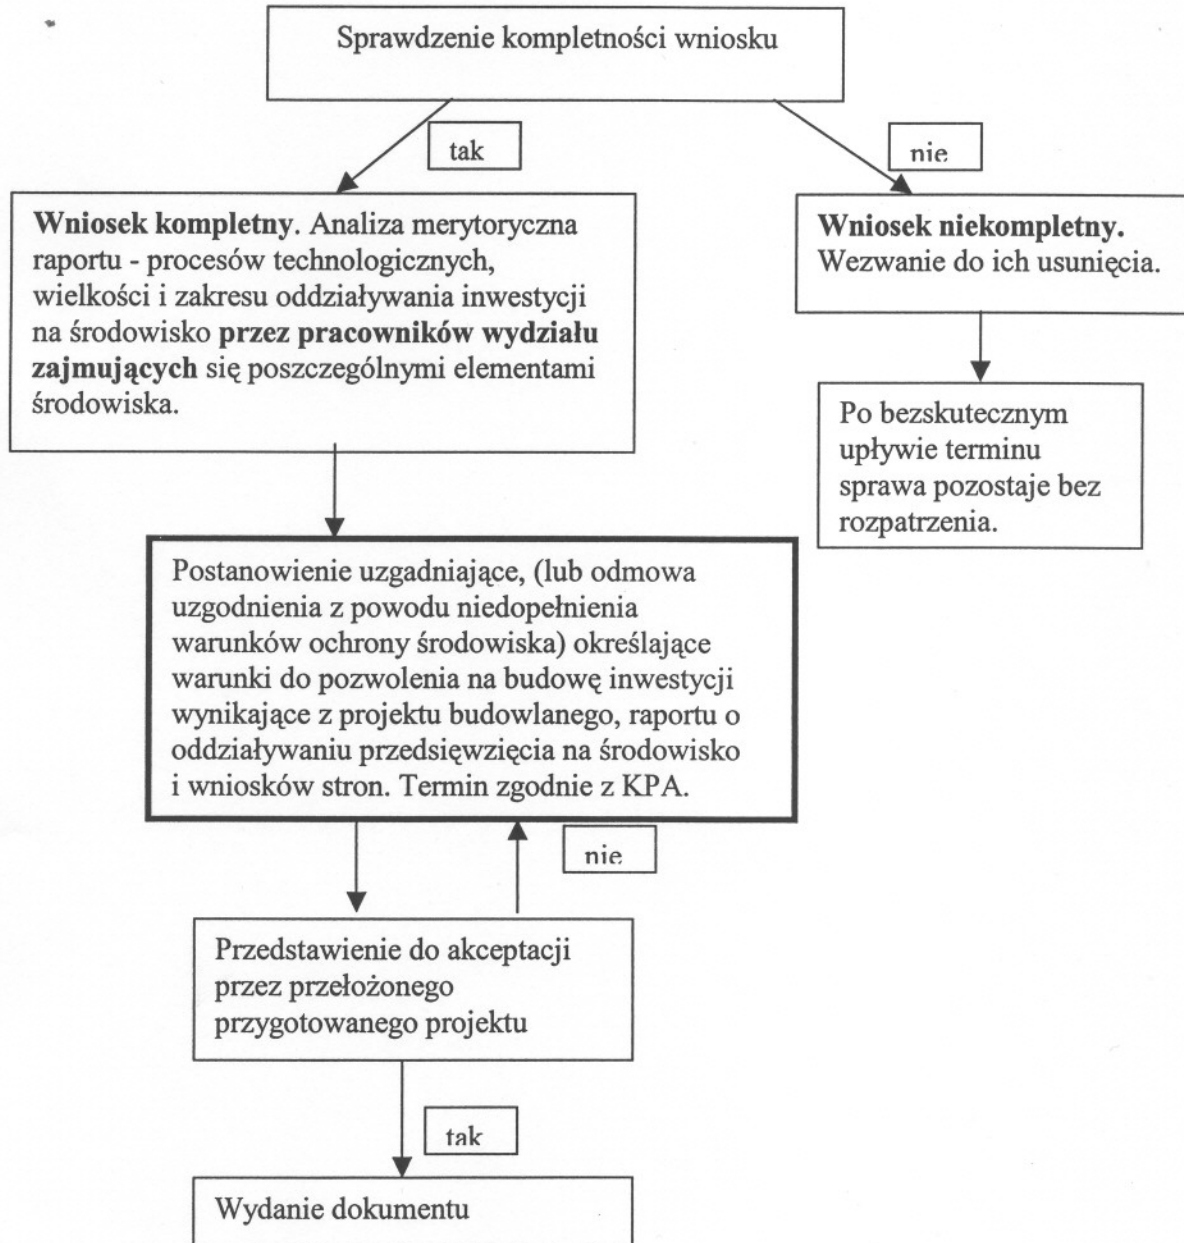 Sprawdzenie kompletności wniosku
tak
nie
Wniosek kompletny. Analiza merytoryczna
raportu - procesów technologicznych,
wielkości i zakresu oddziaływania inwestycji
na środowisko przez pracowników wydziału
zajmujących się poszczególnymi elementami
środowiska.
Wniosek niekompletny.
Wezwanie do ich usunięcia.
Po bezskutecznym
upływie terminu
sprawa pozostaje bez
rozpatrzenia.
Postanowienie uzgadniające, (lub odmowa
uzgodnienia z powodu niedopełnienia
warunków ochrony środowiska) określające
warunki do pozwolenia na budowę inwestycji
wynikające z projektu budowlanego, raportu o
oddziaływaniu przedsięwzięcia na środowisko
i wniosków stron. Termin zgodnie z KPA.
nie
Przedstawienie do akceptacji
przez przełożonego
przygotowanego projektu
tak
Wydanie dokumentu